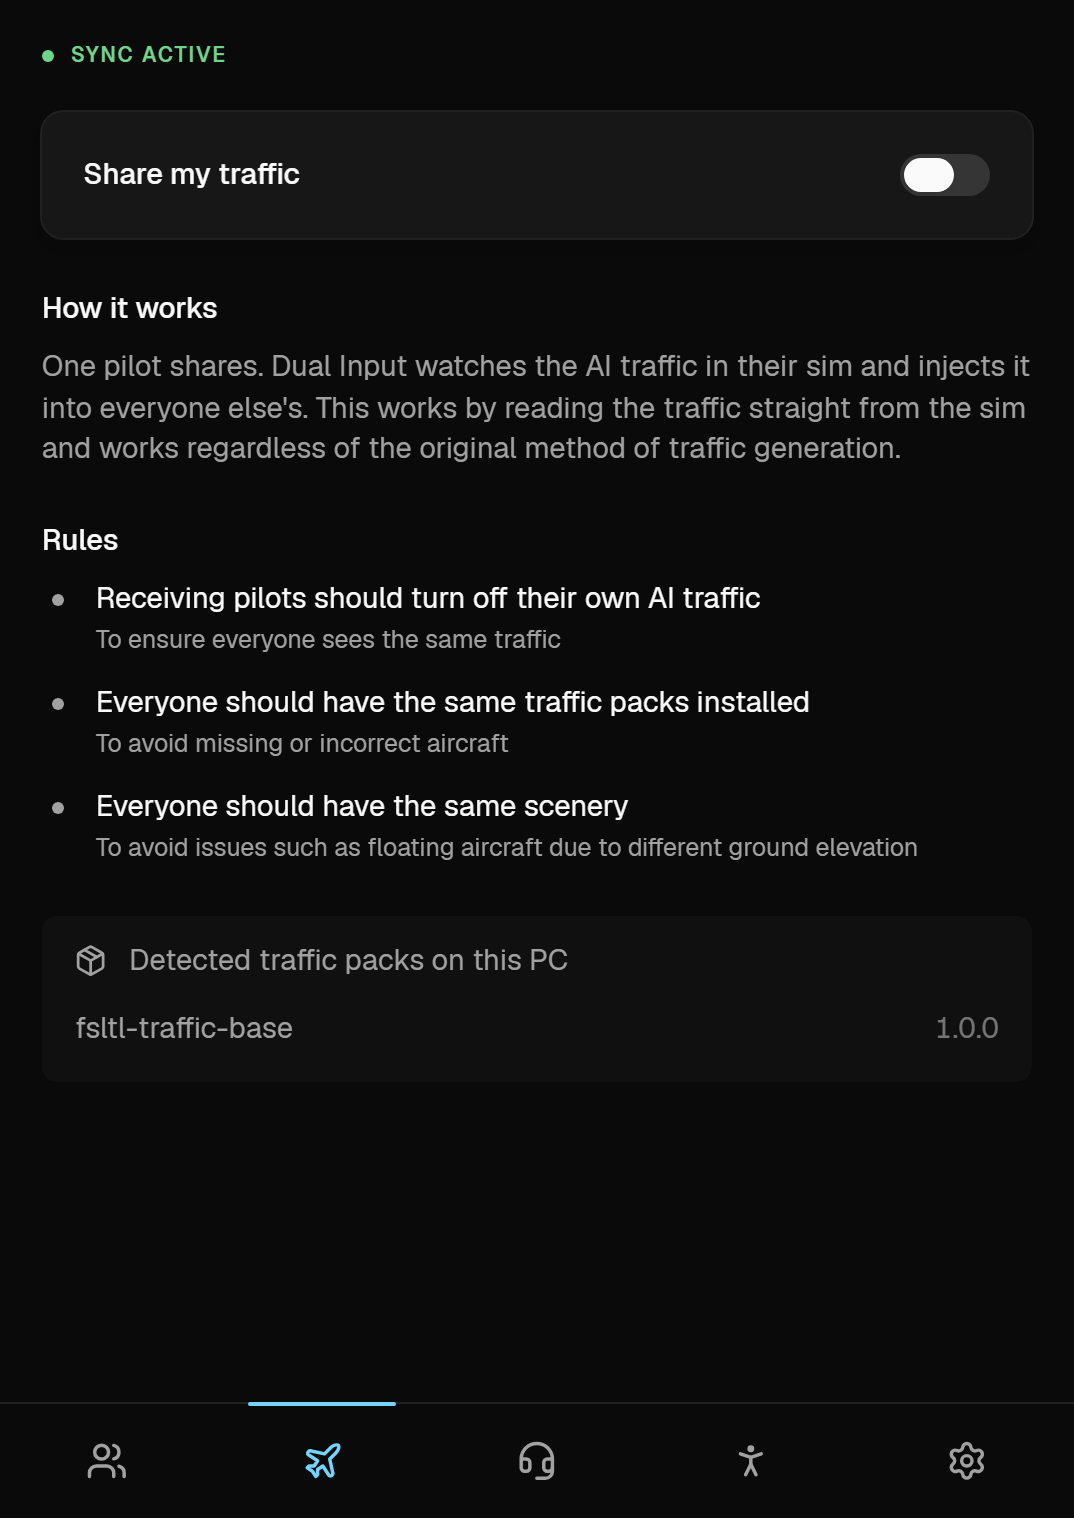 SYNC ACTIVE
Share my traffic
How it works
One pilot shares. Dual Input watches the AI traffic in their sim and injects it
into everyone else's. This works by reading the traffic straight from the sim
and works regardless of the original method of traffic generation.
Rules
Receiving pilots should turn off their own AI traffic
To ensure everyone sees the same traffic
Everyone should have the same traffic packs installed
To avoid missing or incorrect aircraft
Everyone should have the same scenery
To avoid issues such as floating aircraft due to different ground elevation
Detected traffic packs on this PC
fsltl-traffic-base 1.0.0